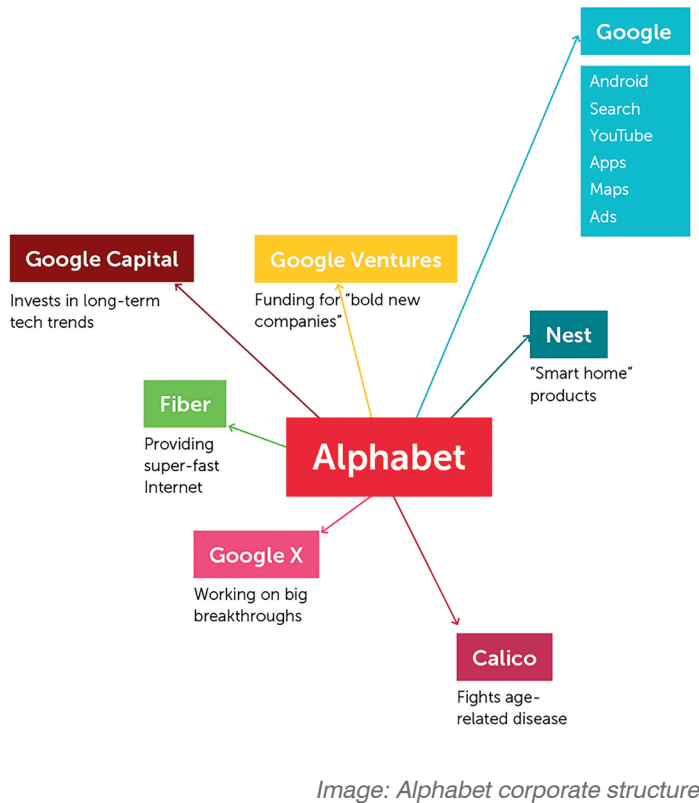 Google
Android
Search
YouTube
Apps
Maps
Ads
Google Capital
Invests in long-term
tech trends
Google Ventures
Funding for “bold new
companies”
Nest
“Smart home”
products
Fiber
Providing
super-fast
Internet
Alphabet
Google X
Working on big
breakthroughs
Calico
Fights age-
related disease
Image: Alphabet corporate structure